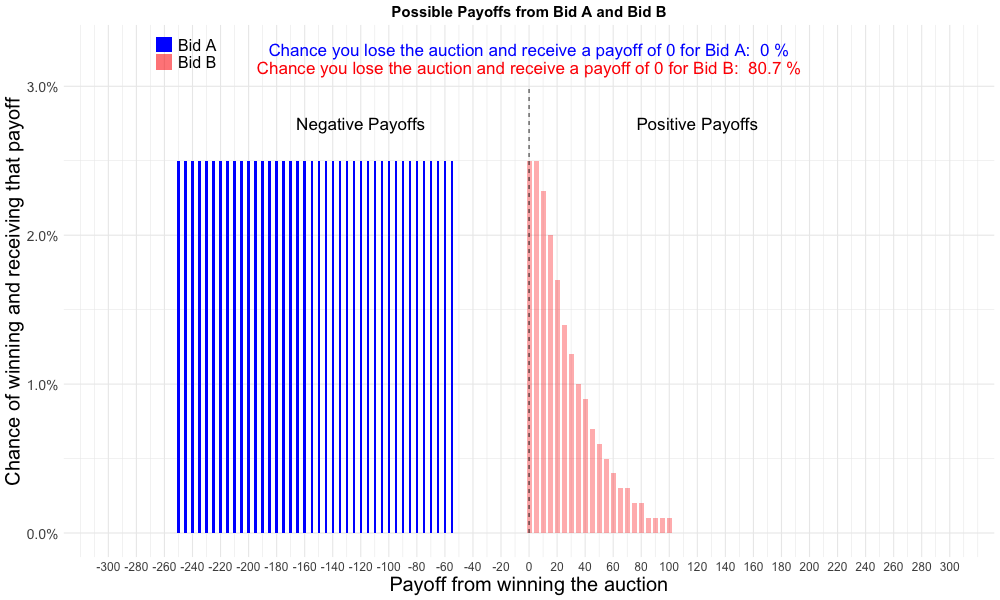 Possible Payoffs from Bid A and Bid B
Bid A
Bid B
Chance you lose the auction and receive a payoff of 0 for Bid A:  0 %
Chance you lose the auction and receive a payoff of 0 for Bid B:  80.7 %
Negative Payoffs
Positive Payoffs
Chance of winning and receiving that payoff
3.0%
2.0%
1.0%
0.0%
-300 -280 -260 -240 -220 -200 -180 -160 -140 -120 -100 -80 -60 -40 -20 0 20 40 60 80 100 120 140 160 180 200 220 240 260 280 300
Payoff from winning the auction